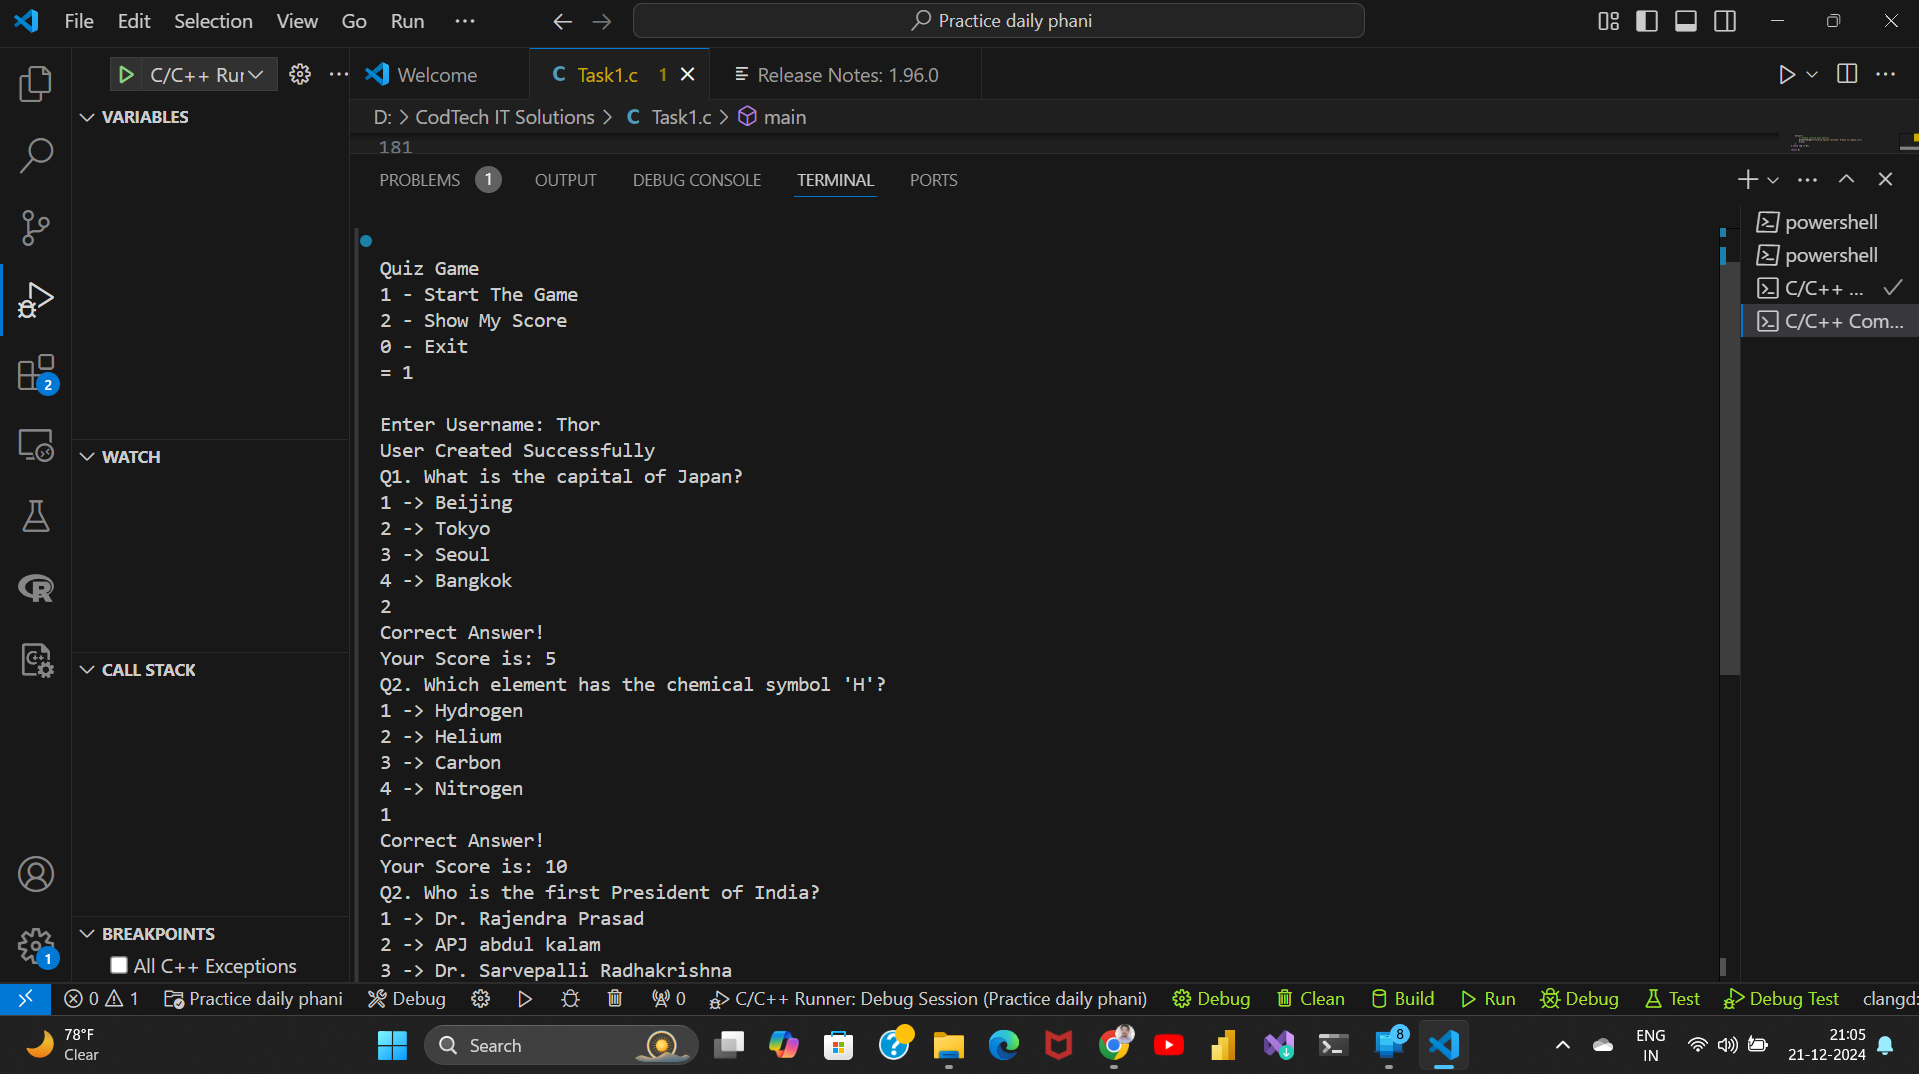 File Edit Selection View Go Run ···
Practice daily phani
C/C++ Rur
Welcome
C Task1.c 1
Release Notes: 1.96.0
VARIABLES
D: > CodTech IT Solutions > C Task1.c > main
181
PROBLEMS 1 OUTPUT DEBUG CONSOLE TERMINAL PORTS
powershell
powershell
C/C++ ...
C/C++ Com...
Quiz Game
1 - Start The Game
2 - Show My Score
0 - Exit
= 1
Enter Username: Thor
User Created Successfully
Q1. What is the capital of Japan?
1 -> Beijing
2 -> Tokyo
3 -> Seoul
4 -> Bangkok
2
Correct Answer!
Your Score is: 5
Q2. Which element has the chemical symbol 'H'?
1 -> Hydrogen
2 -> Helium
3 -> Carbon
4 -> Nitrogen
1
Correct Answer!
Your Score is: 10
Q2. Who is the first President of India?
1 -> Dr. Rajendra Prasad
2 -> APJ abdul kalam
3 -> Dr. Sarvepalli Radhakrishna
WATCH
CALL STACK
BREAKPOINTS
All C++ Exceptions
2
1
0 1 Practice daily phani Debug 0 C/C++ Runner: Debug Session (Practice daily phani) Debug Clean Build Run Debug Test Debug Test clangd:
78°F
Clear
Search
8
ENG
IN
21:05
21-12-2024